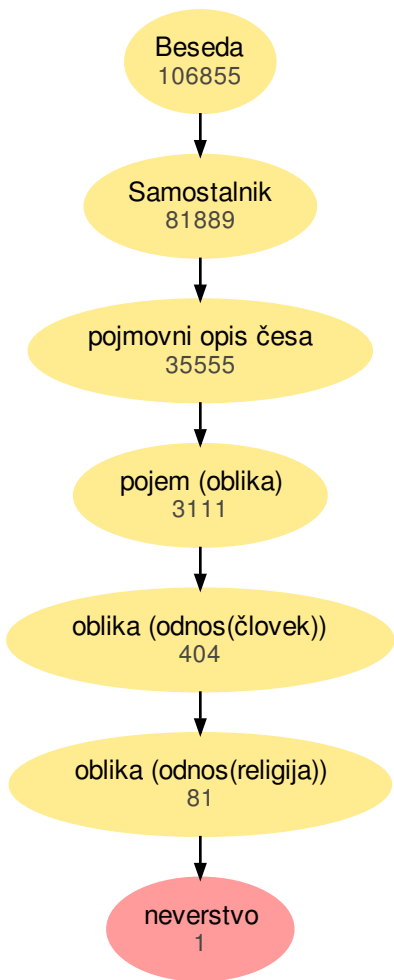 Beseda
106855
Samostalnik
81889
pojmovni opis česa
35555
pojem (oblika)
3111
oblika (odnos(človek))
404
oblika (odnos(religija))
81
neverstvo
1